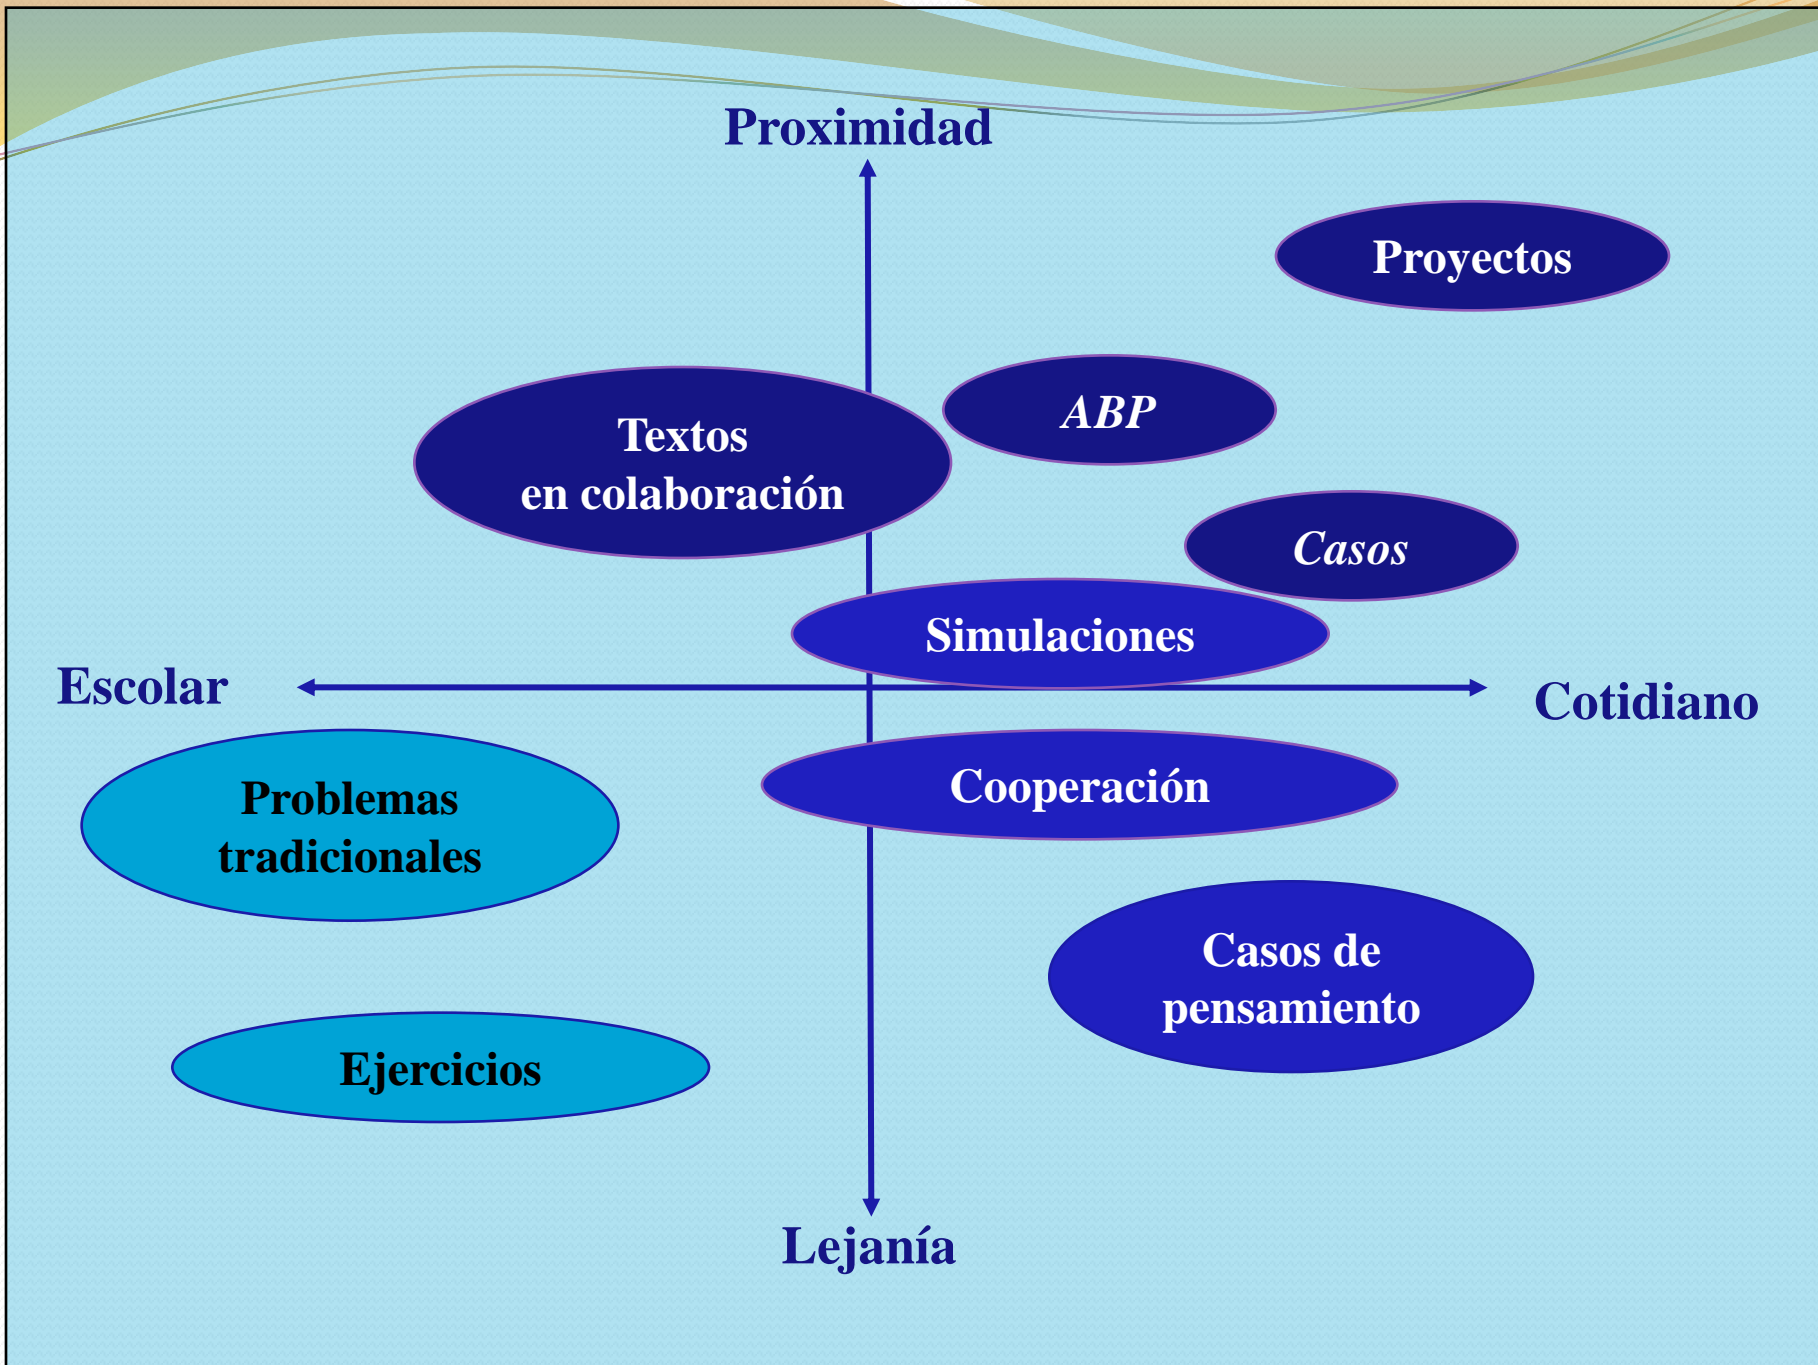 Proximidad
Proyectos
ABP
Textos
en colaboración
Casos
Simulaciones
Escolar
Cotidiano
Problemas
tradicionales
Cooperación
Casos de
pensamiento
Ejercicios
Lejanía